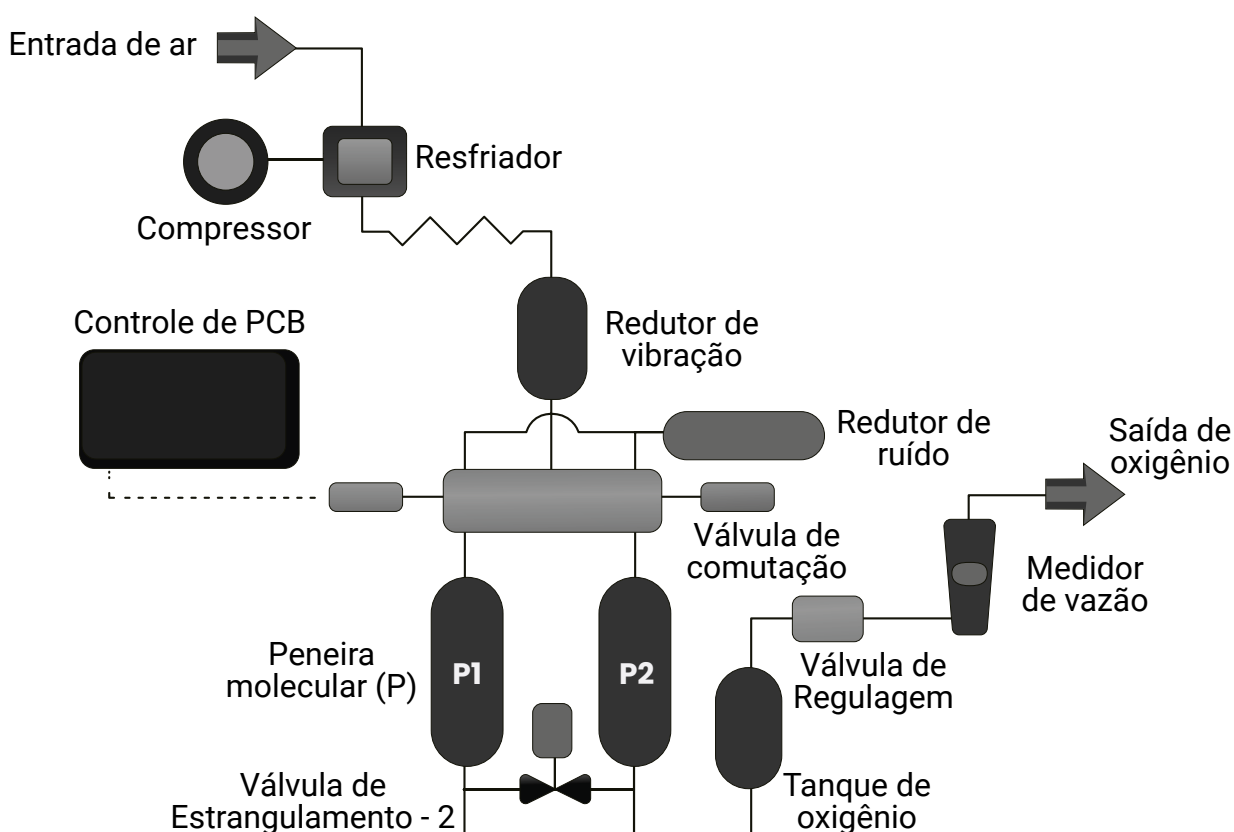 Entrada de ar
Resfriador
Compressor
Controle de PCB
Redutor de
vibração
Redutor de
ruído
Saída de
oxigênio
Válvula de
comutação
Medidor
de vazão
Peneira
molecular (P)
P1
P2
Válvula de
Regulagem
Válvula de
Estrangulamento - 2
Tanque de
oxigênio